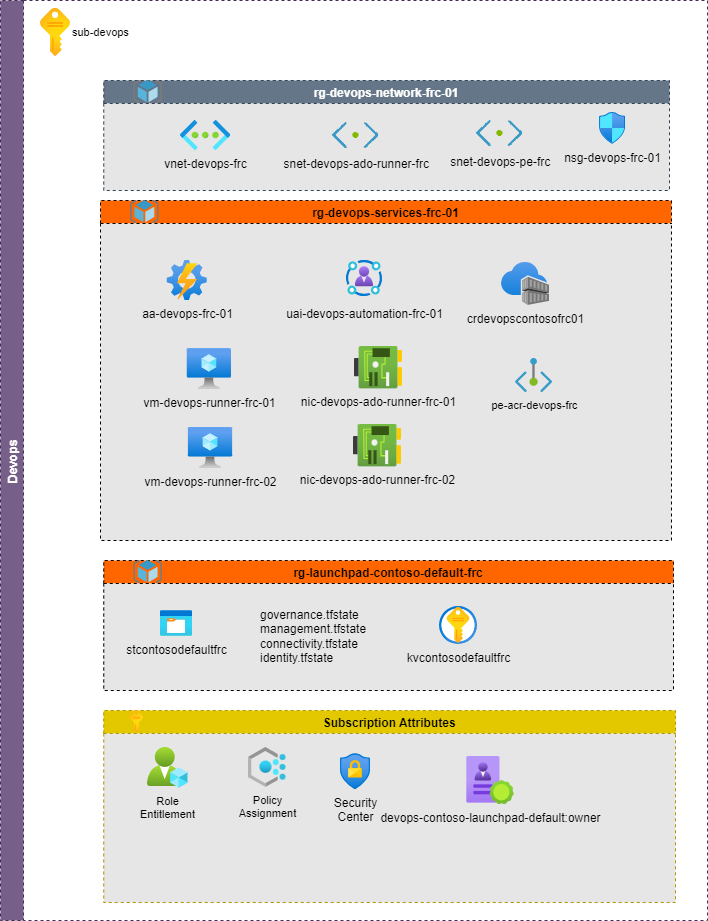 Devops
sub-devops
rg-devops-network-frc-01
vnet-devops-frc
snet-devops-ado-runner-frc
snet-devops-pe-frc
nsg-devops-frc-01
rg-devops-services-frc-01
aa-devops-frc-01
uai-devops-automation-frc-01
crdevopscontosofrc01
vm-devops-runner-frc-01
nic-devops-ado-runner-frc-01
pe-acr-devops-frc
vm-devops-runner-frc-02
nic-devops-ado-runner-frc-02
rg-launchpad-contoso-default-frc
stcontosodefaultfrc
governance.tfstate
management.tfstate
connectivity.tfstate
identity.tfstate
kvcontosodefaultfrc
Subscription Attributes
Role
Entitlement
Policy
Assignment
Security
Center
devops-contoso-launchpad-default:owner